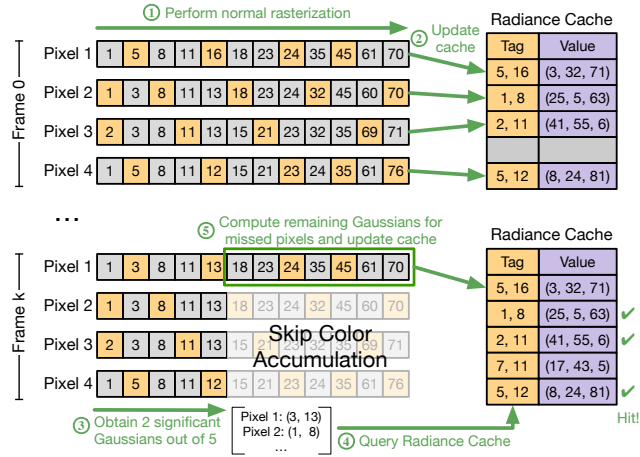 ① Perform normal rasterization
② Update cache
Radiance Cache
Tag Value
Frame 0
Pixel 1 1 5 8 11 16 18 23 24 35 45 61 70
5, 16 (3, 32, 71)
Pixel 2 1 3 8 11 13 18 23 24 32 45 60 70
1, 8 (25, 5, 63)
Pixel 3 2 3 8 11 13 15 21 23 35 36 69 71
2, 11 (41, 55, 6)
Pixel 4 1 5 8 11 12 15 21 23 24 35 61 76
5, 12 (8, 24, 81)
...
⑤ Compute remaining Gaussians for missed pixels and update cache
Radiance Cache
Tag Value
Frame k
Pixel 1 1 3 8 11 13 18 23 24 35 45 61 70
5, 16 (3, 32, 71)
Pixel 2 1 3 8 11 13 18 23 24 32 45 60 70
1, 8 (25, 5, 63) ✓
Pixel 3 2 3 8 11 13 15 69 71
2, 11 (41, 55, 6) ✓
Skip Color Accumulation
7, 11 (17, 43, 5)
Pixel 4 1 5 8 11 12 15 21 23 24 35 61 76
5, 12 (8, 24, 81) ✓
Hit!
③ Obtain 2 significant Gaussians out of 5
Pixel 1: (3, 13)
Pixel 2: (1, 8)
...
④ Query Radiance Cache